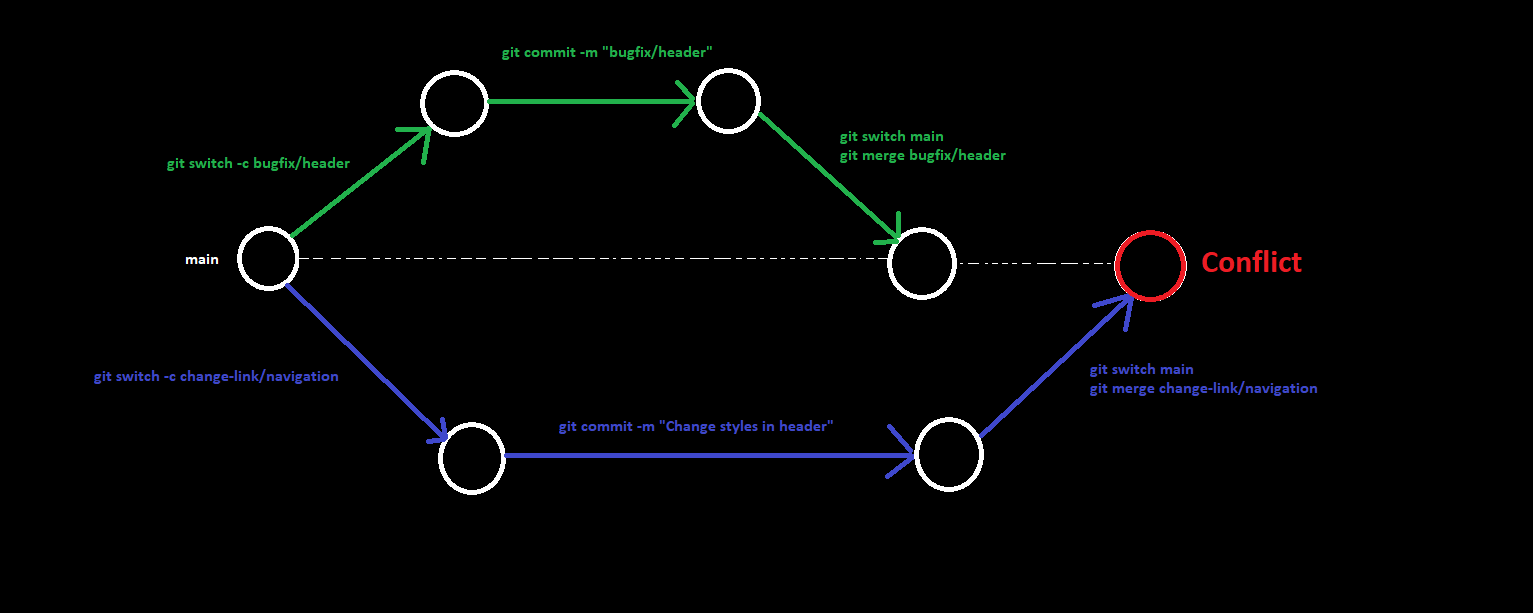 git commit -m "bugfix/header"
git switch main
git merge bugfix/header
git switch -c bugfix/header
main
Conflict
git switch -c change-link/navigation
git switch main
git merge change-link/navigation
git commit -m "Change styles in header"